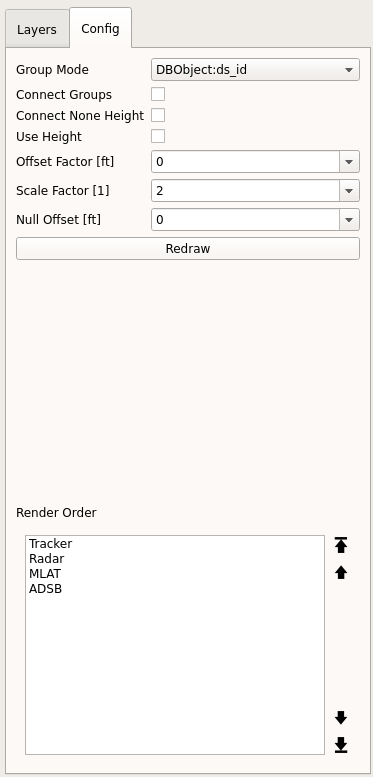 Layers Config
Group Mode DBObject:ds_id
Connect Groups
Connect None Height
Use Height
Offset Factor [ft] 0
Scale Factor [1] 2
Null Offset [ft] 0
Redraw
Render Order
Tracker
Radar
MLAT
ADSB